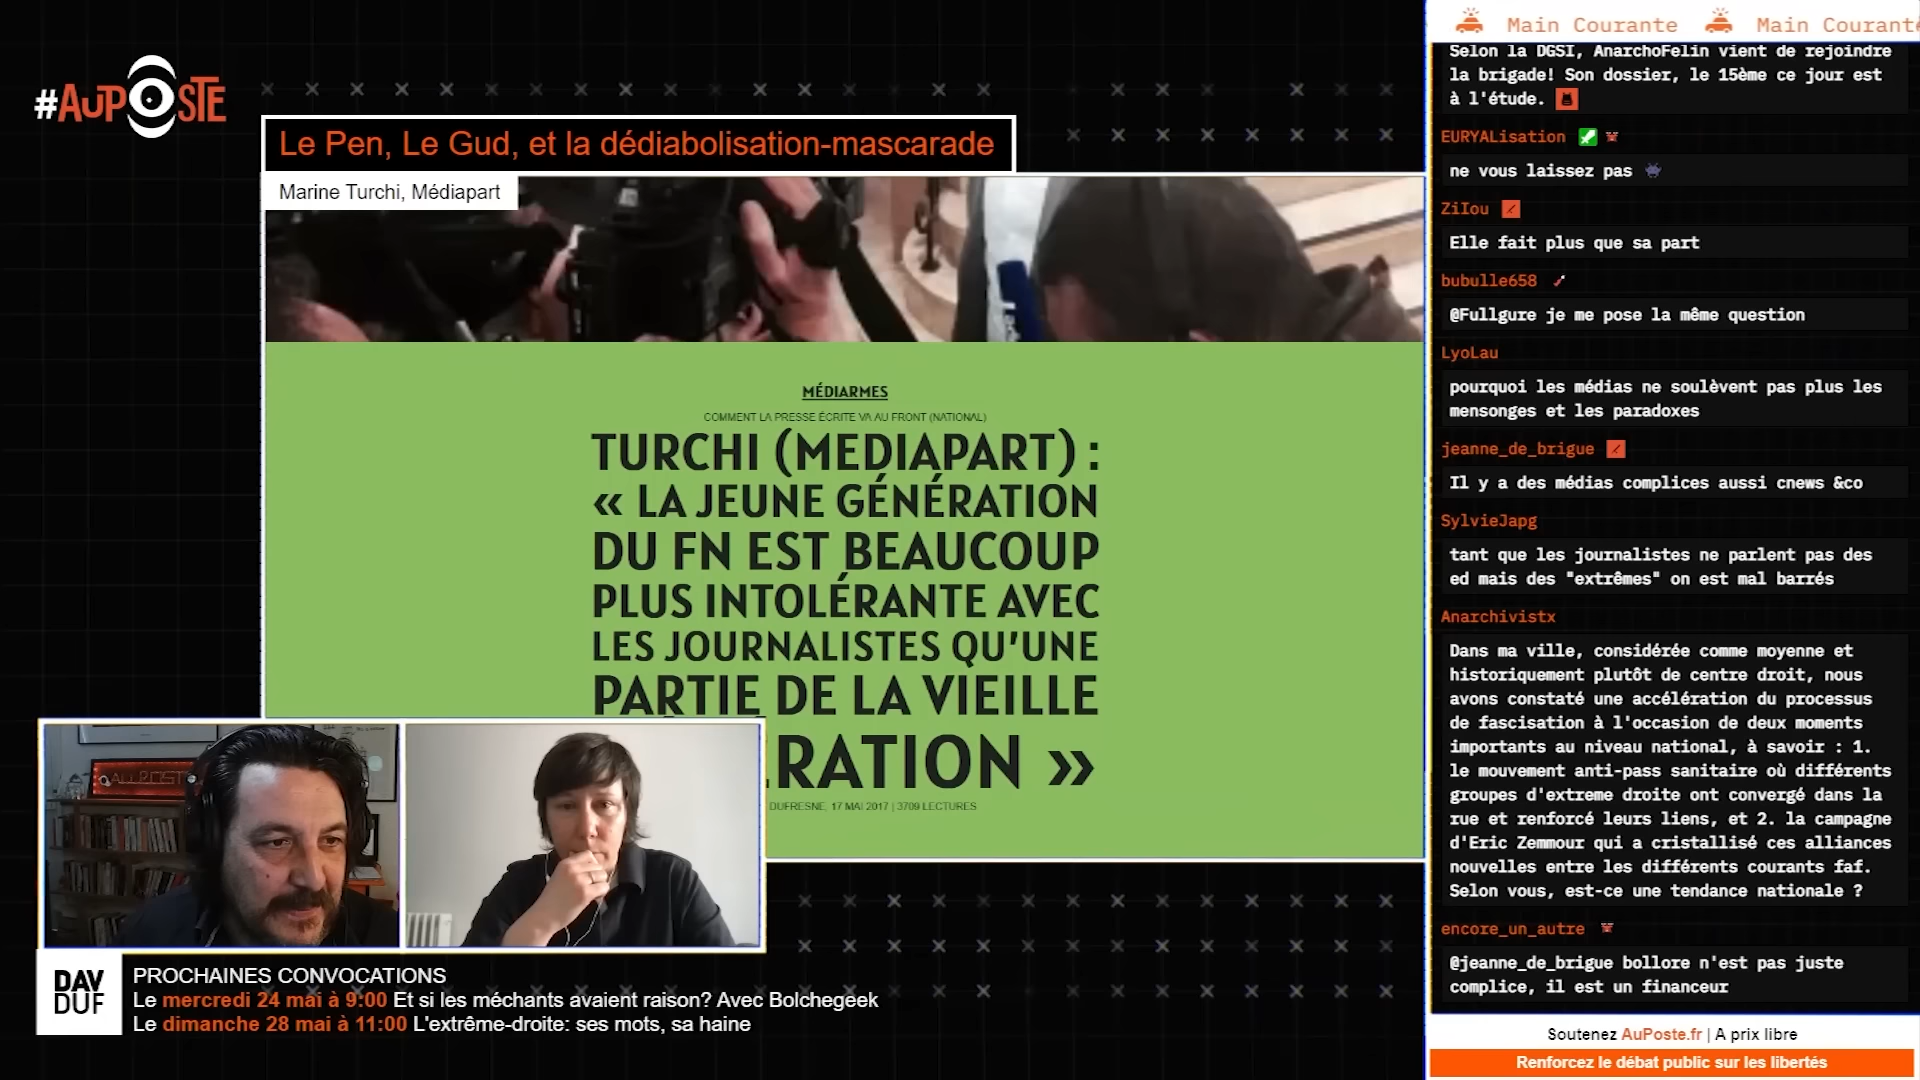 #AUPOSTE
Le Pen, Le Gud, et la dédiabolisation-mascarade
Marine Turchi, Médiapart
MÉDIARMES
COMMENT LA PRESSE ÉCRITE VA AU FRONT (NATIONAL)
TURCHI (MEDIAPART) :
« LA JEUNE GÉNÉRATION
DU FN EST BEAUCOUP
PLUS INTOLÉRANTE AVEC
LES JOURNALISTES QU'UNE
PARTIE DE LA VIEILLE
RATION »
DUFRESNE, 17 MAI 2017 | 3709 LECTURES
AUPOSTE
DAV
DUF
PROCHAINES CONVOCATIONS
Le mercredi 24 mai à 9:00 Et si les méchants avaient raison? Avec Bolchegeek
Le dimanche 28 mai à 11:00 L'extrême-droite: ses mots, sa haine
Main Courante Main Courante
Selon la DGSI, AnarchoFelin vient de rejoindre
la brigade! Son dossier, le 15ème ce jour est
à l'étude.
EURYALisation
ne vous laissez pas
ZiIou
Elle fait plus que sa part
bubulle658
@Fullgure je me pose la même question
LyoLau
pourquoi les médias ne soulèvent pas plus les
mensonges et les paradoxes
jeanne_de_brigue
Il y a des médias complices aussi cnews &co
SylvieJapg
tant que les journalistes ne parlent pas des
ed mais des "extrêmes" on est mal barrés
Anarchivistx
Dans ma ville, considérée comme moyenne et
historiquement plutôt de centre droit, nous
avons constaté une accélération du processus
de fascisation à l'occasion de deux moments
importants au niveau national, à savoir : 1.
le mouvement anti-pass sanitaire où différents
groupes d'extreme droite ont convergé dans la
rue et renforcé leurs liens, et 2. la campagne
d'Eric Zemmour qui a cristallisé ces alliances
nouvelles entre les différents courants faf.
Selon vous, est-ce une tendance nationale ?
encore_un_autre
@jeanne_de_brigue bollore n'est pas juste
complice, il est un financeur
Soutenez AuPoste.fr | A prix libre
Renforcez le débat public sur les libertés